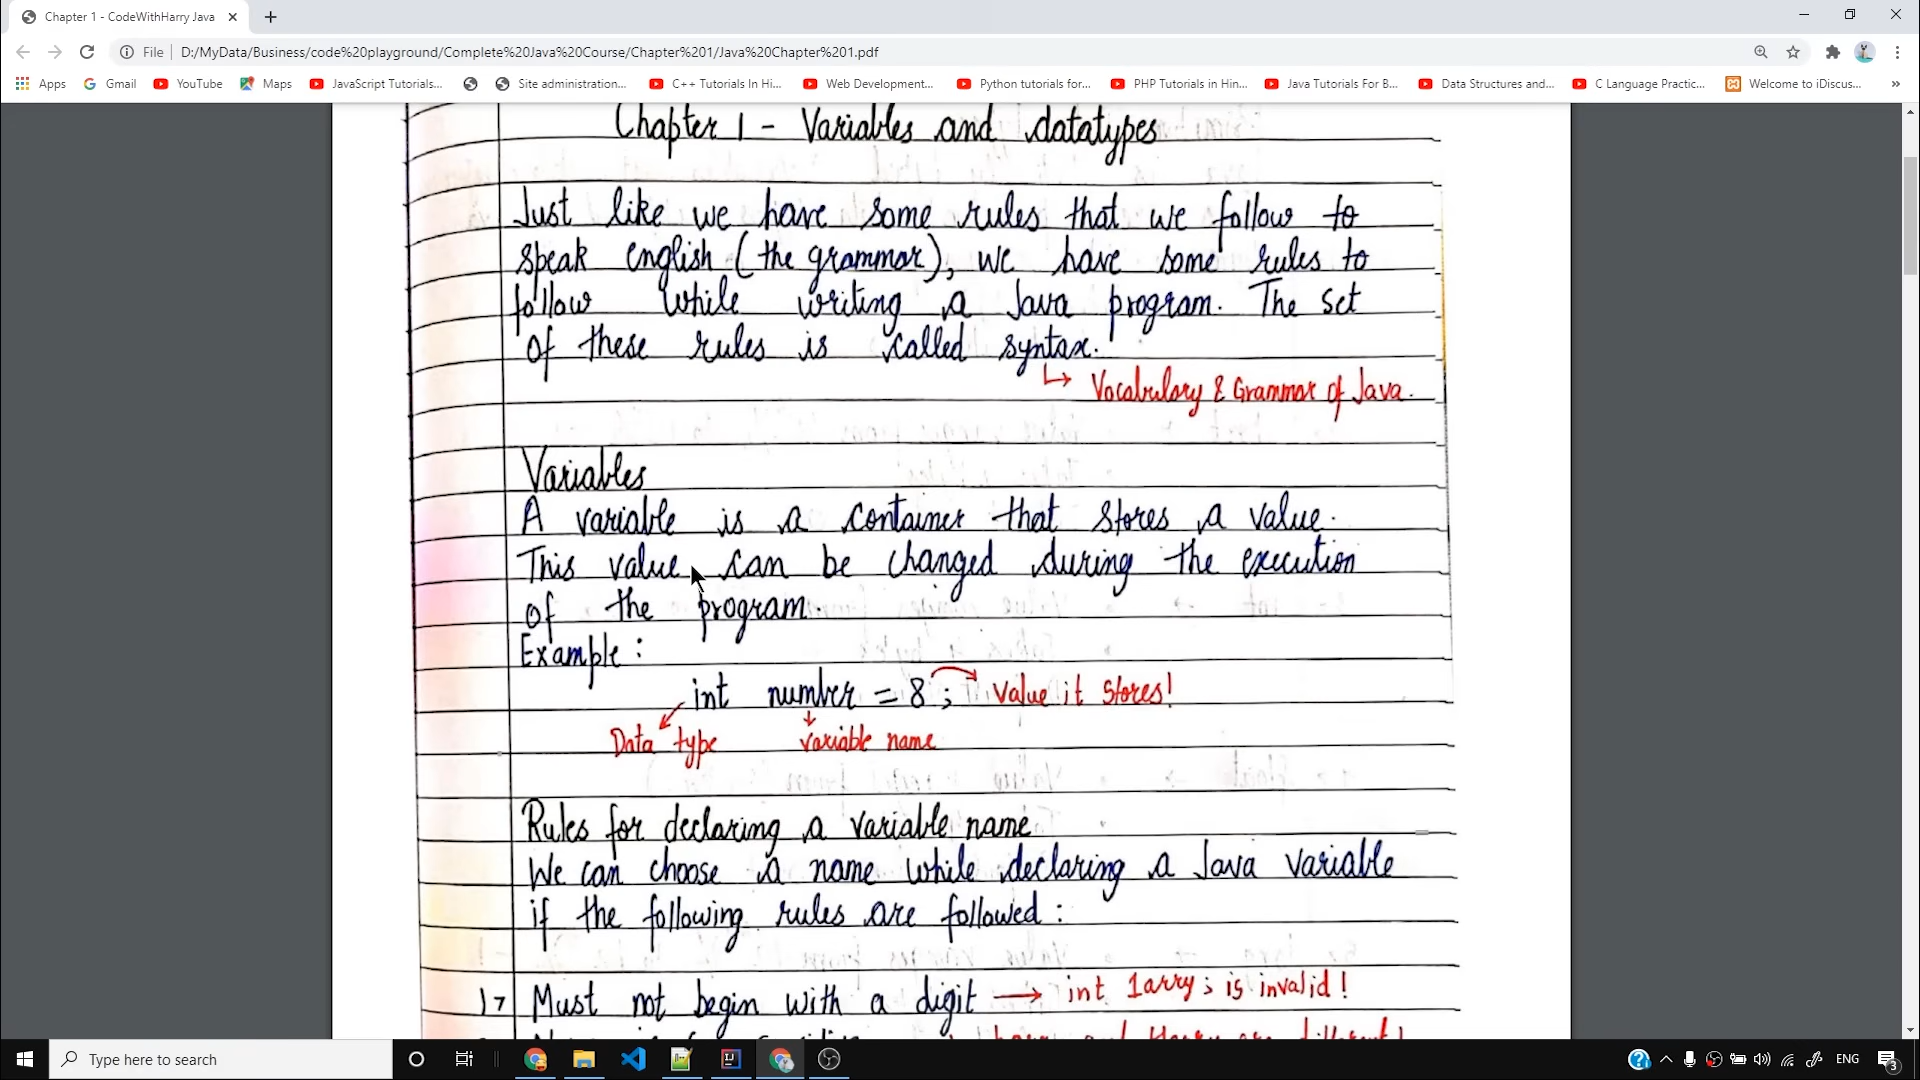 Chapter 1 - CodeWithHarry Java
File | D:/MyData/Business/code%20playground/Complete%20Java%20Course/Chapter%201/Java%20Chapter%201.pdf
Apps Gmail YouTube Maps JavaScript Tutorials... Site administration... C++ Tutorials In Hi... Web Development... Python tutorials for... PHP Tutorials in Hin... Java Tutorials For B... Data Structures and... C Language Practic... Welcome to iDiscus... »
Chapter 1 - Variables and datatypes
Just like we have some rules that we follow to
speak english (the grammar), we have some rules to
follow while writing a Java program. The set
of these rules is called syntax.
↳ Vocabulary & Grammar of Java.
Variables
A variable is a container that stores a value.
This value can be changed during the execution
of the program.
Example :
int number = 8 ; value it stores!
Data type variable name
Rules for declaring a variable name
We can choose a name while declaring a Java variable
if the following rules are followed :
1> Must not begin with a digit → int 1arry; is invalid!
Type here to search
ENG
3